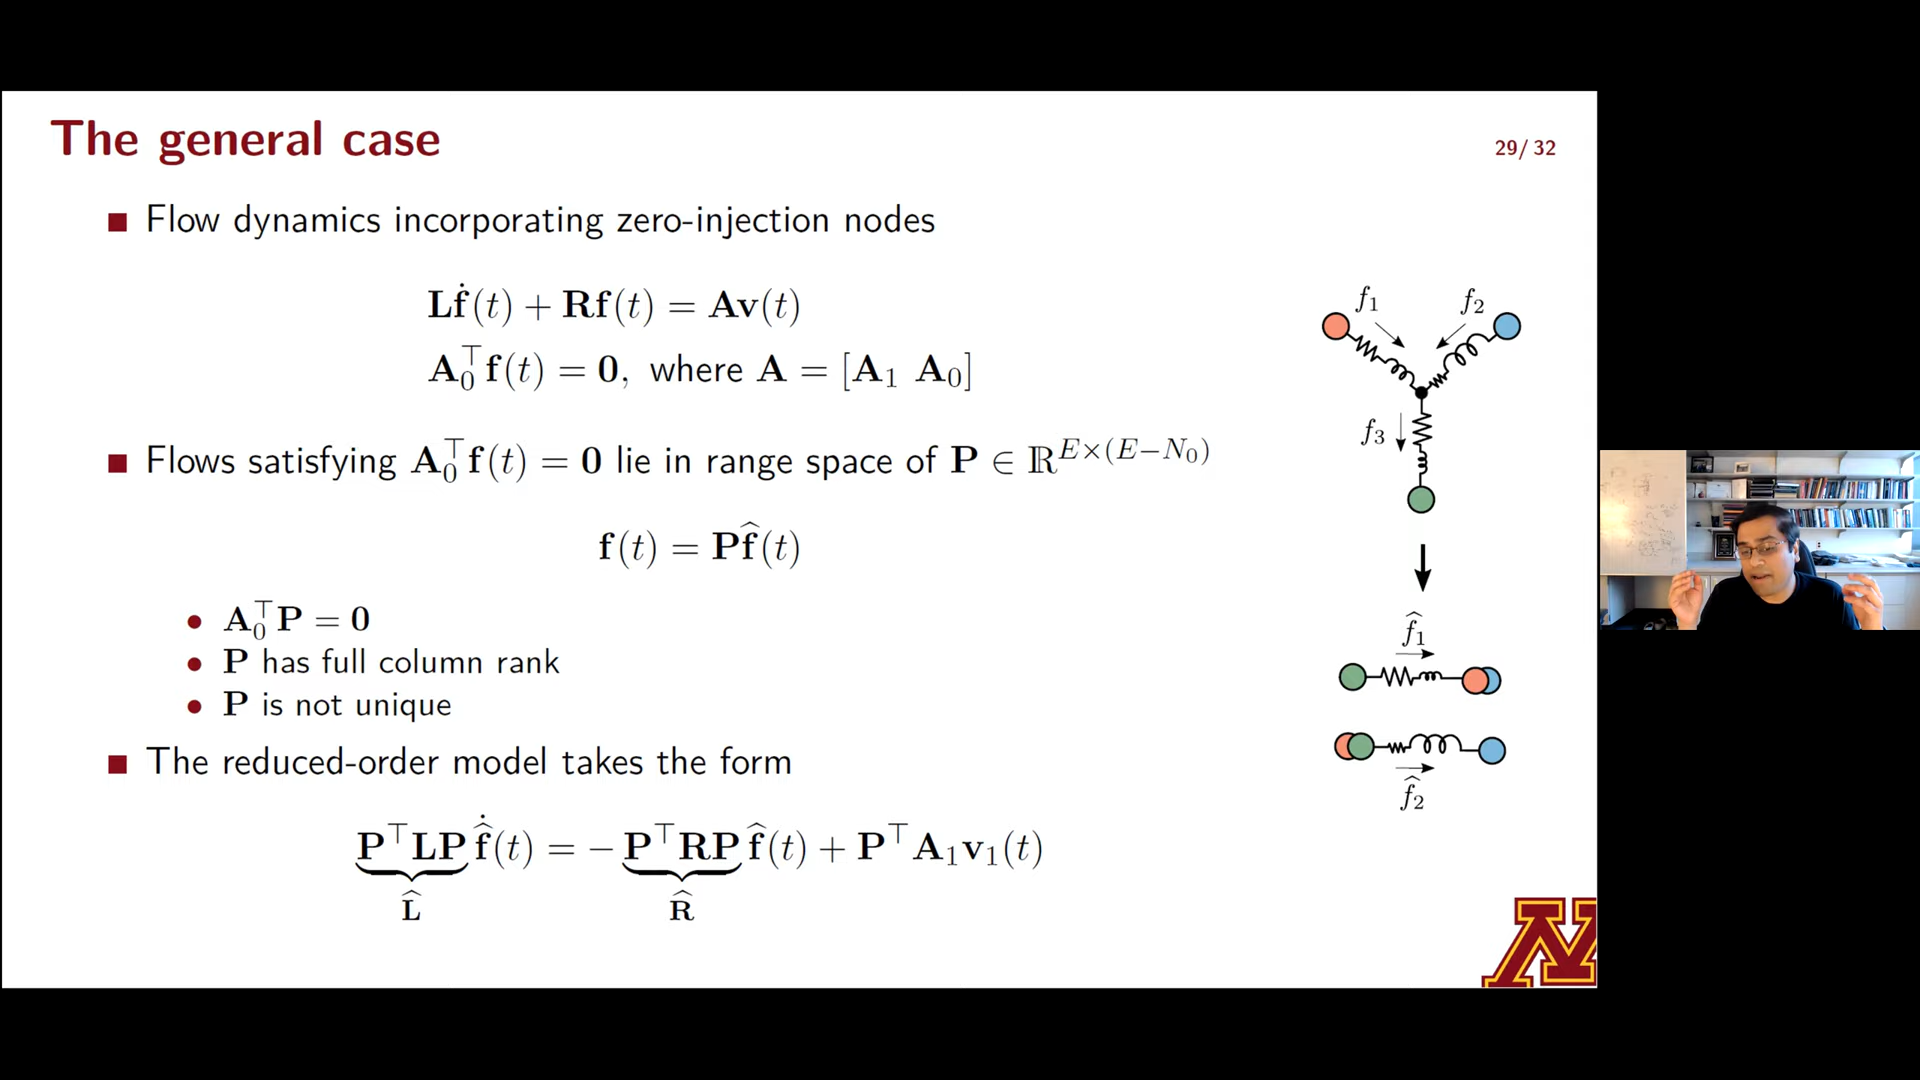 The general case
29/ 32
Flow dynamics incorporating zero-injection nodes
Lḟ(t) + Rf(t) = Av(t)
A₀ᵀf(t) = 0, where A = [A₁ A₀]
Flows satisfying A₀ᵀf(t) = 0 lie in range space of P ∈ ℝ^{E×(E−N₀)}
f(t) = Pf̂(t)
A₀ᵀP = 0
P has full column rank
P is not unique
The reduced-order model takes the form
PᵀLP f̂̇(t) = − PᵀRP f̂(t) + PᵀA₁v₁(t)
L̂ R̂
f₁ f₂
f₃
f̂₁
f̂₂